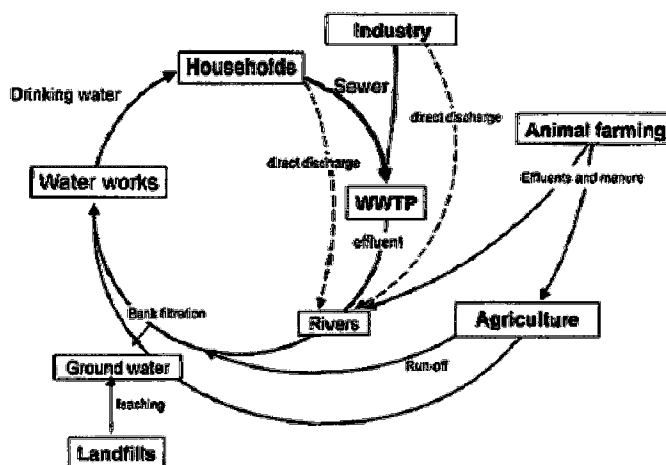 Industry
Households
Sewer
Drinking water
direct discharge
Animal farming
direct discharge
Effluents and manure
Water works
WWTP
effluent
Bank filtration
Rivers
Agriculture
Ground water
Run-off
leaching
Landfills